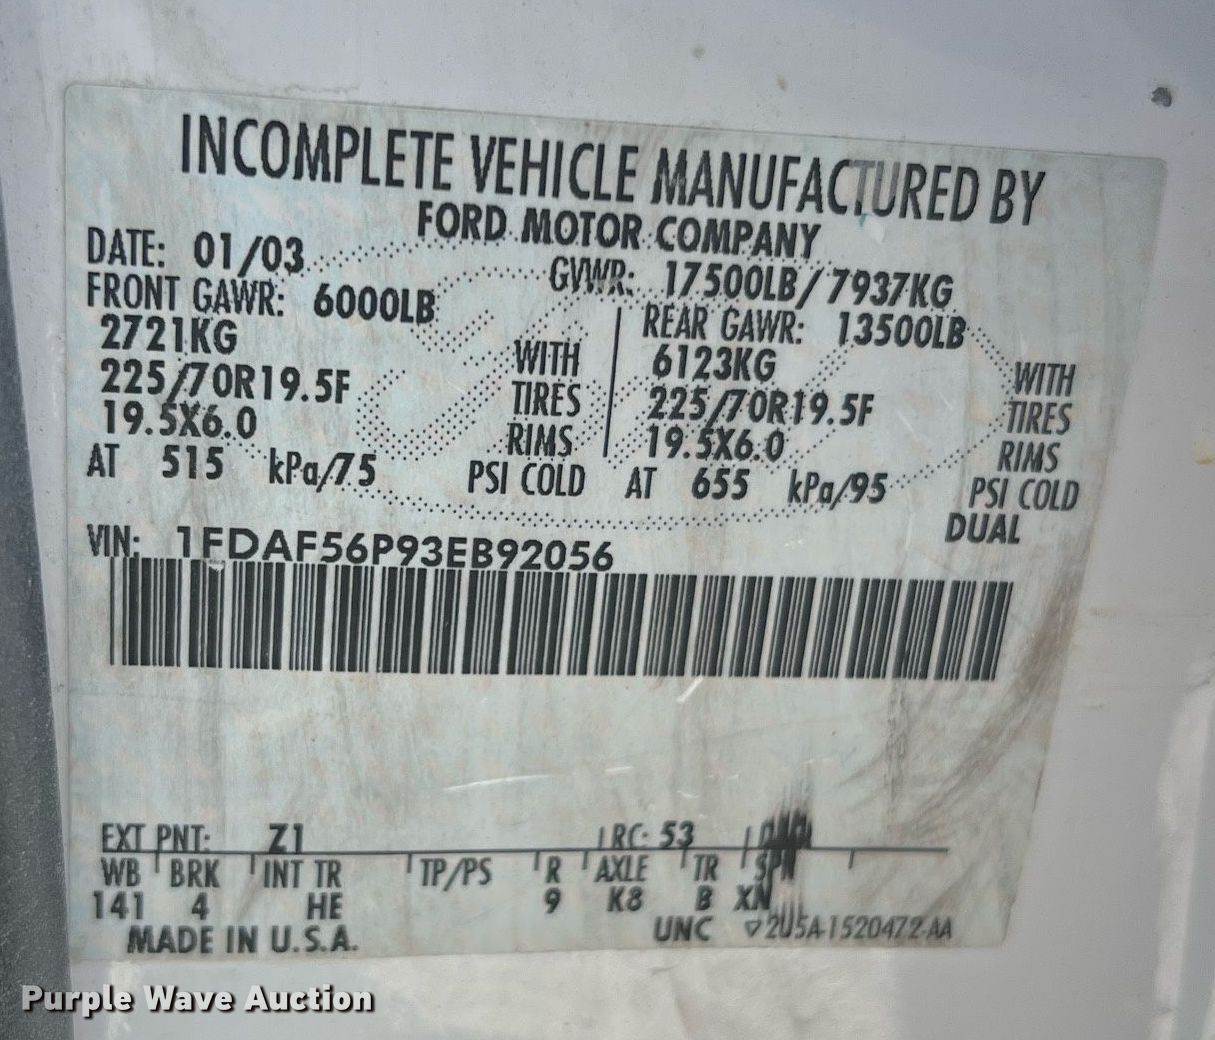 INCOMPLETE VEHICLE MANUFACTURED BY
FORD MOTOR COMPANY
DATE: 01/03 GVWR: 17500LB/7937KG
FRONT GAWR: 6000LB REAR GAWR: 13500LB
2721KG WITH 6123KG WITH
225/70R19.5F TIRES 225/70R19.5F TIRES
19.5X6.0 RIMS 19.5X6.0 RIMS
AT 515 kPa/75 PSI COLD AT 655 kPa/95 PSI COLD
DUAL
VIN: 1FDAF56P93EB92056
EXT PNT: Z1 RC: 53
WB BRK INT TR TP/PS R AXLE TR SPR
141 4 HE 9 K8 B XN
MADE IN U.S.A. UNC ▽2U5A-1520472-AA
Purple Wave Auction